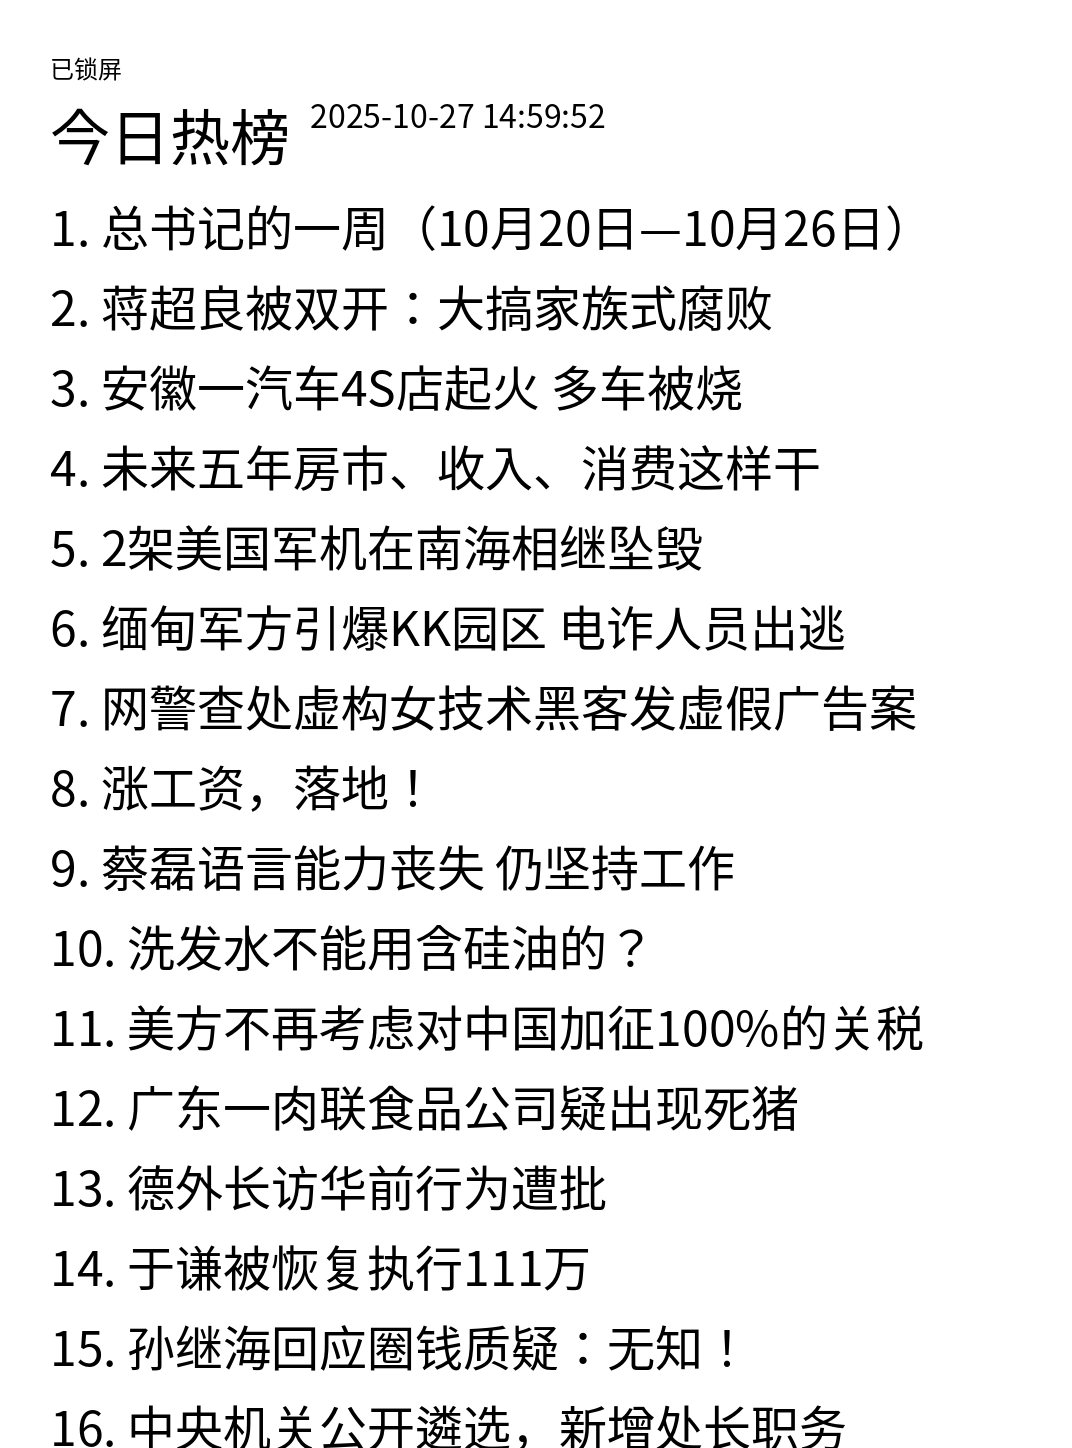 已锁屏
今日热榜 2025-10-27 14:59:52
1. 总书记的一周（10月20日—10月26日）
2. 蒋超良被双开：大搞家族式腐败
3. 安徽一汽车4S店起火 多车被烧
4. 未来五年房市、收入、消费这样干
5. 2架美国军机在南海相继坠毁
6. 缅甸军方引爆KK园区 电诈人员出逃
7. 网警查处虚构女技术黑客发虚假广告案
8. 涨工资，落地！
9. 蔡磊语言能力丧失 仍坚持工作
10. 洗发水不能用含硅油的？
11. 美方不再考虑对中国加征100%的关税
12. 广东一肉联食品公司疑出现死猪
13. 德外长访华前行为遭批
14. 于谦被恢复执行111万
15. 孙继海回应圈钱质疑：无知！
16. 中央机关公开遴选，新增处长职务